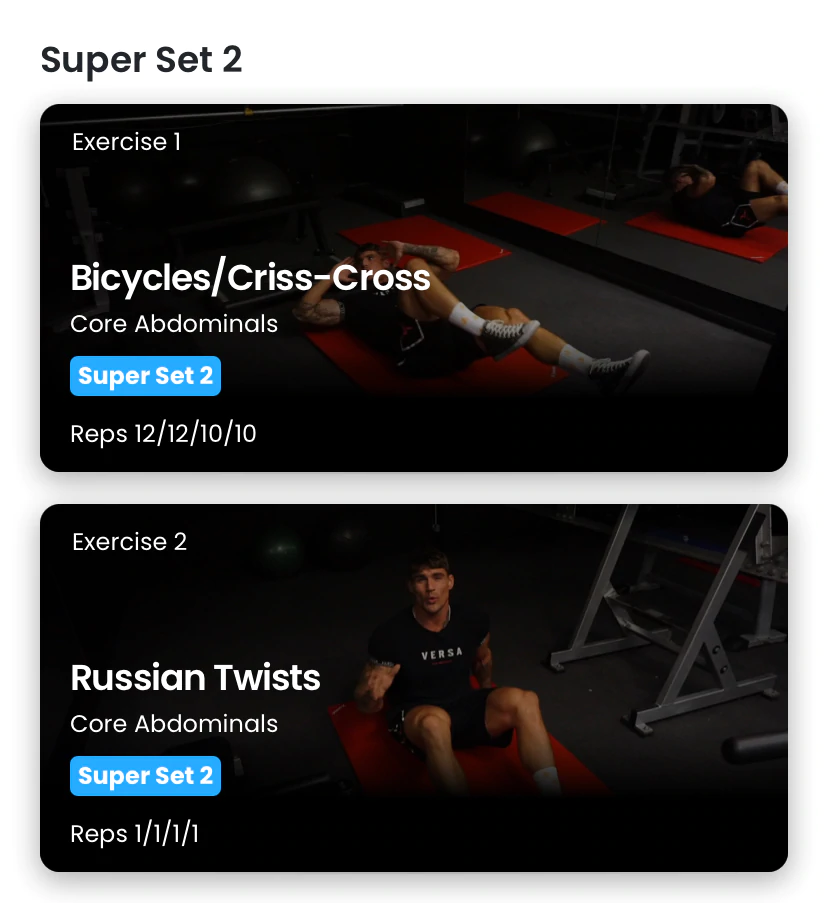 Super Set 2
Exercise 1
Bicycles/Criss-Cross
Core Abdominals
Super Set 2
Reps 12/12/10/10
Exercise 2
VERSA
Russian Twists
Core Abdominals
Super Set 2
Reps 1/1/1/1